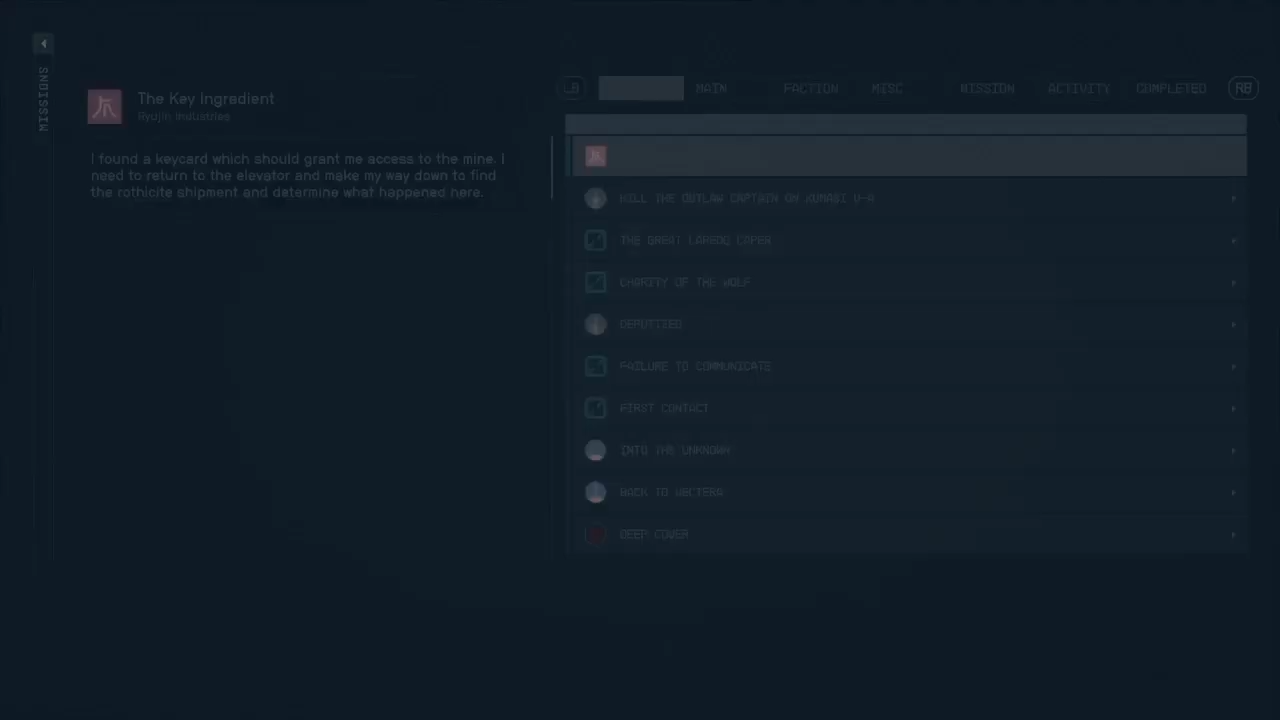 MISSIONS
The Key Ingredient
Ryujin Industries
I found a keycard which should grant me access to the mine. I
need to return to the elevator and make my way down to find
the rothicite shipment and determine what happened here.
LB MAIN FACTION MISC MISSION ACTIVITY COMPLETED RB
KILL THE OUTLAW CAPTAIN ON KUMASI V-A
THE GREAT LAREDO CAPER
CHARITY OF THE WOLF
DEPUTIZED
FAILURE TO COMMUNICATE
FIRST CONTACT
INTO THE UNKNOWN
BACK TO VECTERA
DEEP COVER